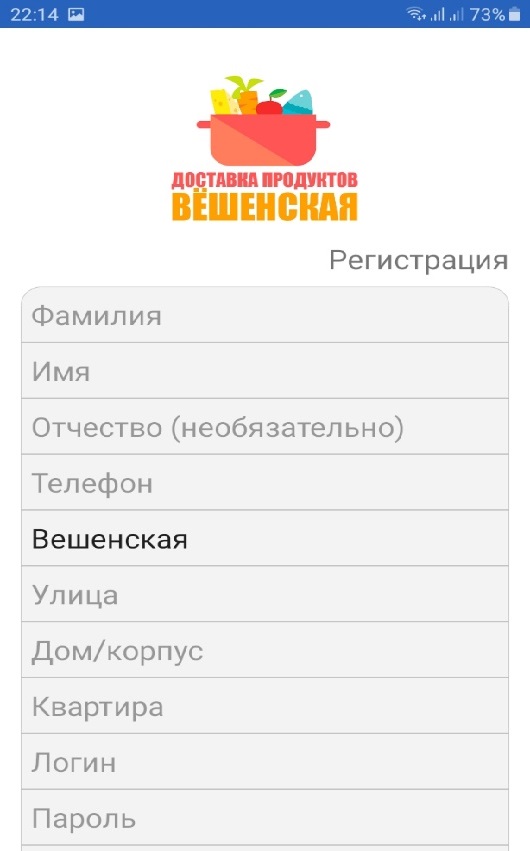 22:14
73%
ДОСТАВКА ПРОДУКТОВ
ВЁШЕНСКАЯ
Регистрация
Фамилия
Имя
Отчество (необязательно)
Телефон
Вешенская
Улица
Дом/корпус
Квартира
Логин
Пароль